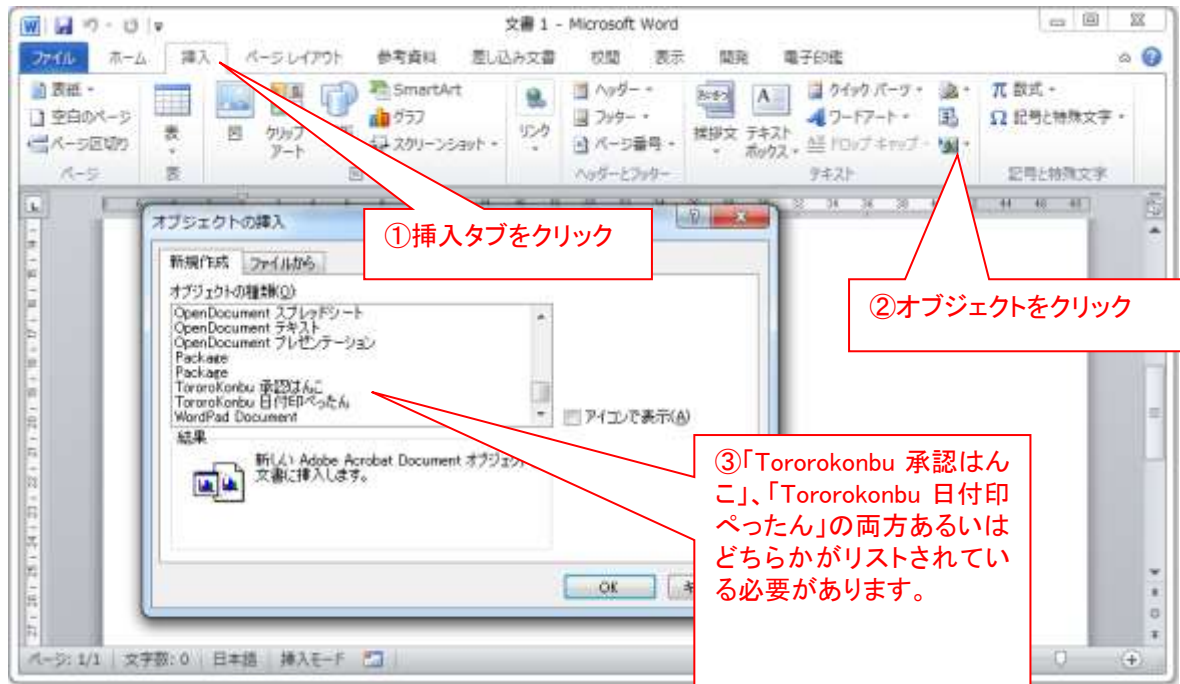 文書 1 - Microsoft Word
ファイル ホーム 挿入 ページ レイアウト 参考資料 差し込み文書 校閲 表示 開発 電子印鑑
表紙
空白のページ
ページ区切り
ページ
表
表
図
クリップ
アート
SmartArt
グラフ
スクリーンショット
図
リンク
ヘッダー
フッター
ページ番号
ヘッダーとフッター
あいさつ
挨拶文
テキスト
ボックス
クイック パーツ
ワードアート
ドロップ キャップ
テキスト
π 数式
Ω 記号と特殊文字
記号と特殊文字
オブジェクトの挿入
新規作成 ファイルから
オブジェクトの種類(O)
OpenDocument スプレッドシート
OpenDocument テキスト
OpenDocument プレゼンテーション
Package
Package
TororoKonbu 承認はんこ
TororoKonbu 日付印ぺったん
WordPad Document
アイコンで表示(A)
結果
新しい Adobe Acrobat Document オブジェクト
文書に挿入します。
OK
①挿入タブをクリック
②オブジェクトをクリック
③「Tororokonbu 承認はん
こ」、「Tororokonbu 日付印
ぺったん」の両方あるいは
どちらかがリストされてい
る必要があります。
ページ: 1/1 文字数: 0 日本語 挿入モード